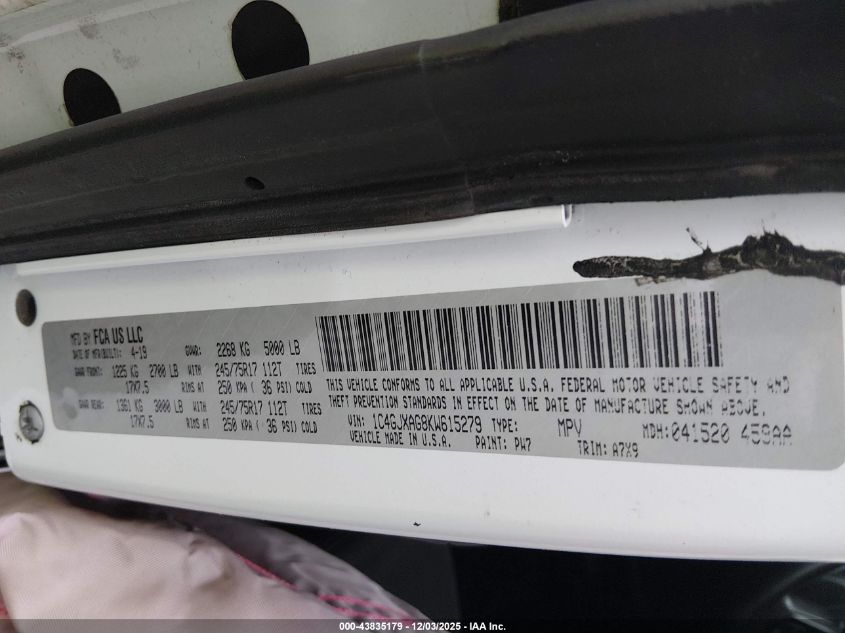 MFD BY FCA US LLC
DATE OF MFR(BUILT): 4-19 GVWR: 2268 KG 5000 LB
GAWR FRONT: 1225 KG 2700 LB WITH 245/75R17 112T TIRES
17X7.5 RIMS AT 250 KPA ( 36 PSI) COLD
GAWR REAR: 1361 KG 3000 LB WITH 245/75R17 112T TIRES
17X7.5 RIMS AT 250 KPA ( 36 PSI) COLD
THIS VEHICLE CONFORMS TO ALL APPLICABLE U.S.A. FEDERAL MOTOR VEHICLE SAFETY AND
THEFT PREVENTION STANDARDS IN EFFECT ON THE DATE OF MANUFACTURE SHOWN ABOVE.
VIN: 1C4GJXAG8KW615279 TYPE: MPV MDH: 041520 459AA
VEHICLE MADE IN U.S.A. PAINT: PW7 TRIM: A7X9
000-43835179 - 12/03/2025 - IAA Inc.